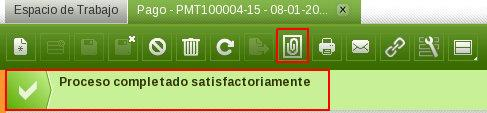 Espacio de Trabajo
Pago - PMT100004-15 - 08-01-20...
Proceso completado satisfactoriamente